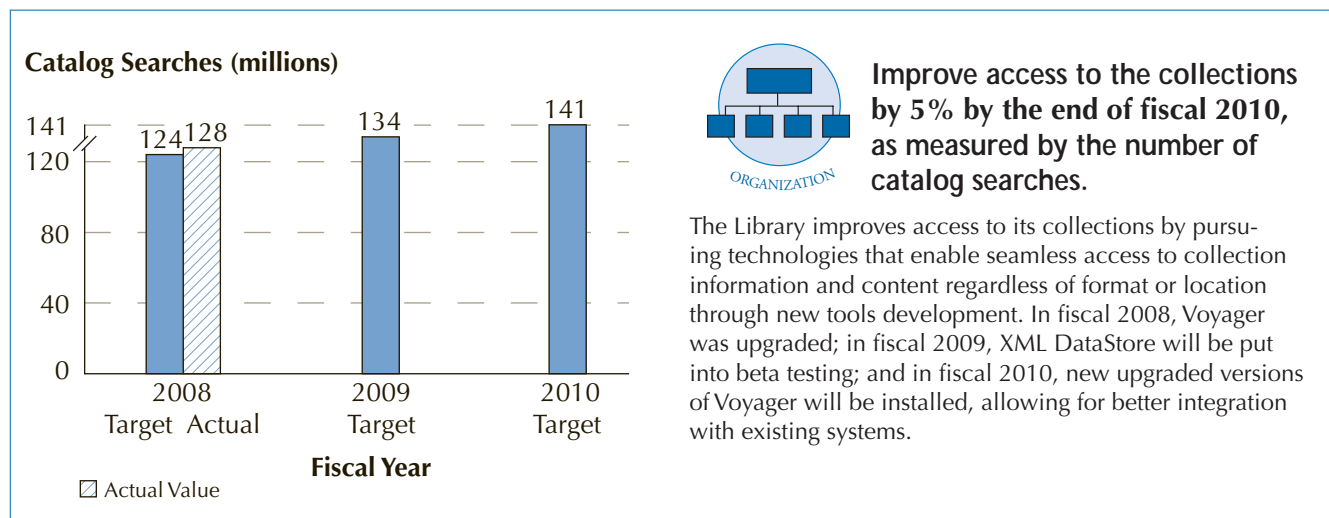 Catalog Searches (millions)
141
120
80
40
0
124
128
134
141
2008
2009
2010
Target Actual
Target
Target
Fiscal Year
Actual Value
ORGANIZATION
Improve access to the collections
by 5% by the end of fiscal 2010,
as measured by the number of
catalog searches.
The Library improves access to its collections by pursu-
ing technologies that enable seamless access to collection
information and content regardless of format or location
through new tools development. In fiscal 2008, Voyager
was upgraded; in fiscal 2009, XML DataStore will be put
into beta testing; and in fiscal 2010, new upgraded versions
of Voyager will be installed, allowing for better integration
with existing systems.